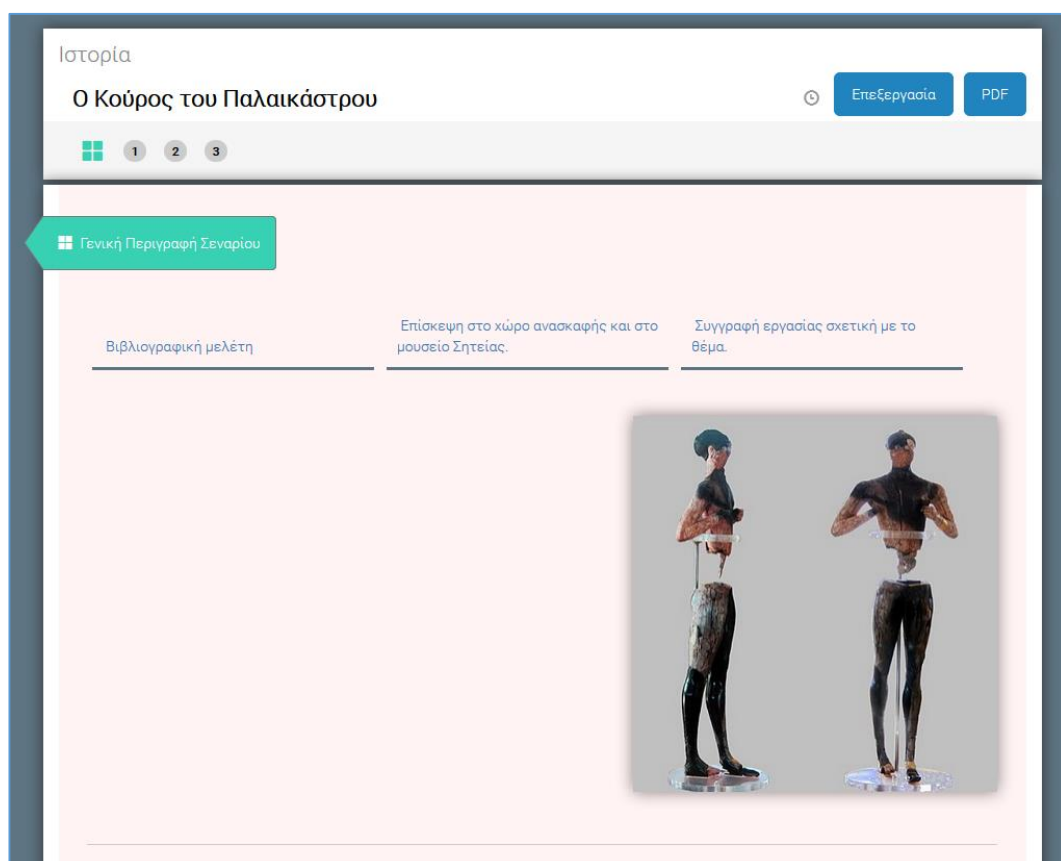 Ιστορία
Ο Κούρος του Παλαικάστρου
Επεξεργασία
PDF
1 2 3
Γενική Περιγραφή Σεναρίου
Βιβλιογραφική μελέτη
Επίσκεψη στο χώρο ανασκαφής και στο
μουσείο Σητείας.
Συγγραφή εργασίας σχετική με το
θέμα.